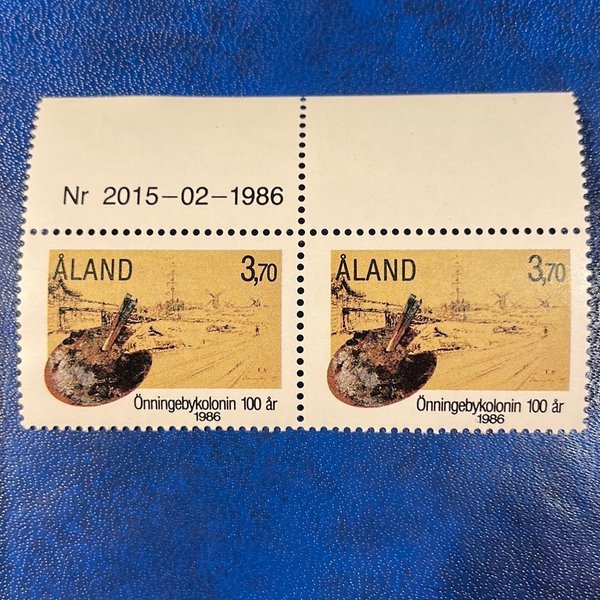 Nr 2015-02-1986
ÅLAND 3,70
Önningebykolonin 100 år
1986
ÅLAND 3,70
Önningebykolonin 100 år
1986